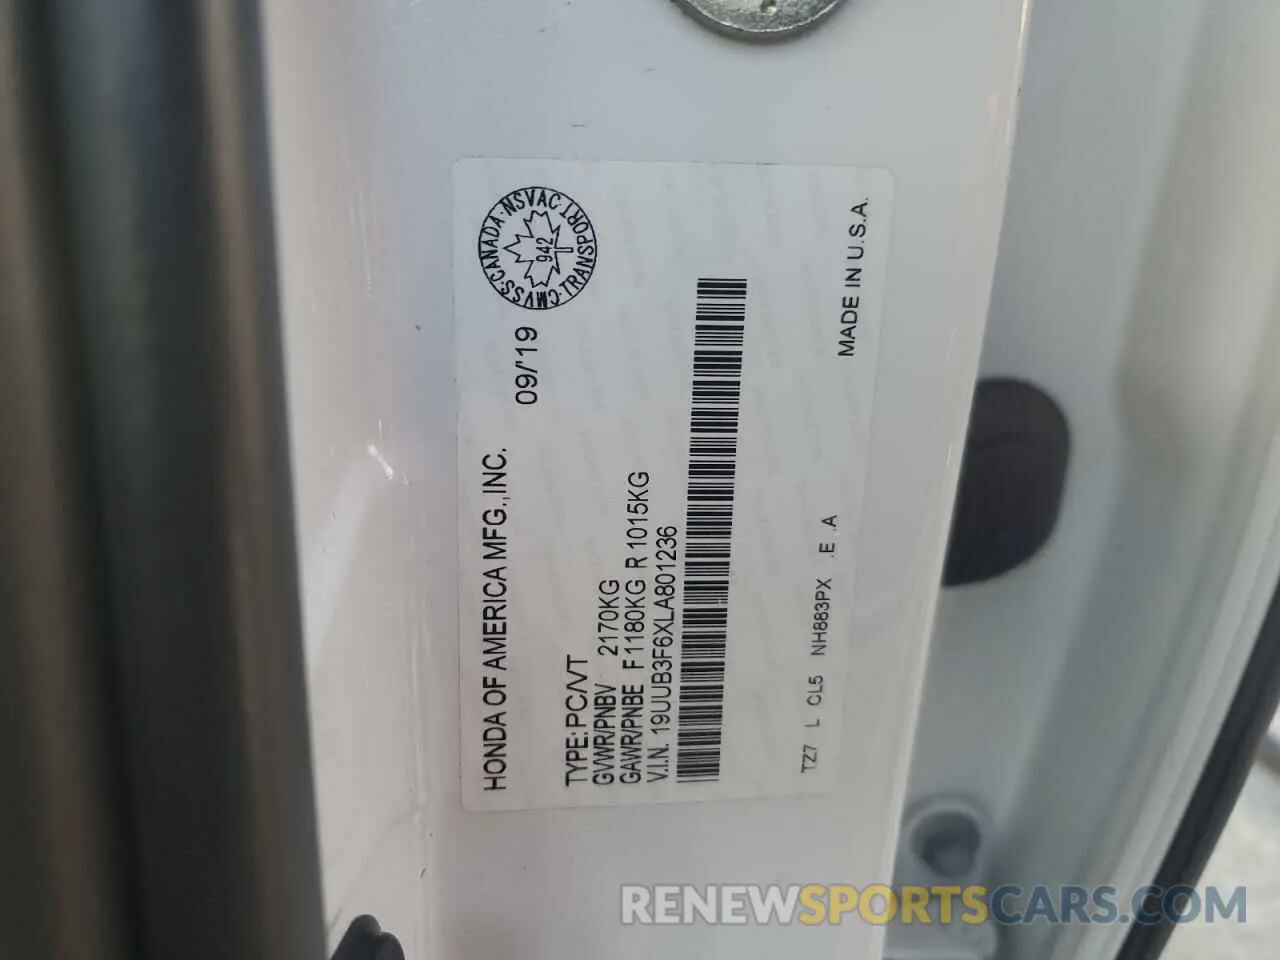 HONDA OF AMERICA MFG.,INC. 09/'19
CMVSS·CANADA·NSVAC·TRANSPORT
942
TYPE: PC/VT
GVWR/PNBV 2170KG
GAWR/PNBE F1180KG R 1015KG
V.I.N. 19UUB3F6XLA801236
TZ7 L CL5 NH883PX .E .A MADE IN U.S.A.
RENEWSPORTSCARS.COM